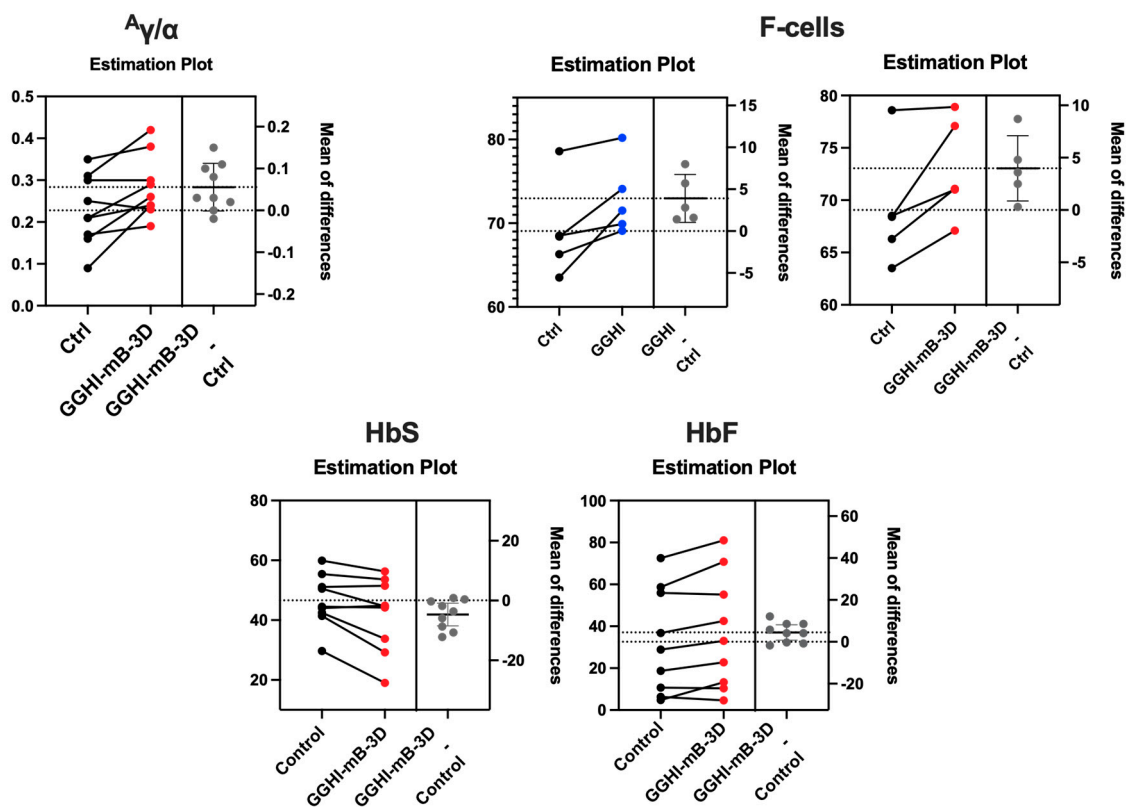 ᴬγ/α
Estimation Plot
0.5
0.4
0.3
0.2
0.1
0.0
0.2
0.1
0.0
-0.1
-0.2
Mean of differences
Ctrl
GGHI-mB-3D
GGHI-mB-3D
-
Ctrl
F-cells
Estimation Plot
80
70
60
15
10
5
0
-5
Mean of differences
Ctrl
GGHI
GGHI
-
Ctrl
Estimation Plot
80
75
70
65
60
10
5
0
-5
Mean of differences
Ctrl
GGHI-mB-3D
GGHI-mB-3D
-
Ctrl
HbS
Estimation Plot
80
60
40
20
20
0
-20
Mean of differences
Control
GGHI-mB-3D
GGHI-mB-3D
-
Control
HbF
Estimation Plot
100
80
60
40
20
0
60
40
20
0
-20
Mean of differences
Control
GGHI-mB-3D
GGHI-mB-3D
-
Control